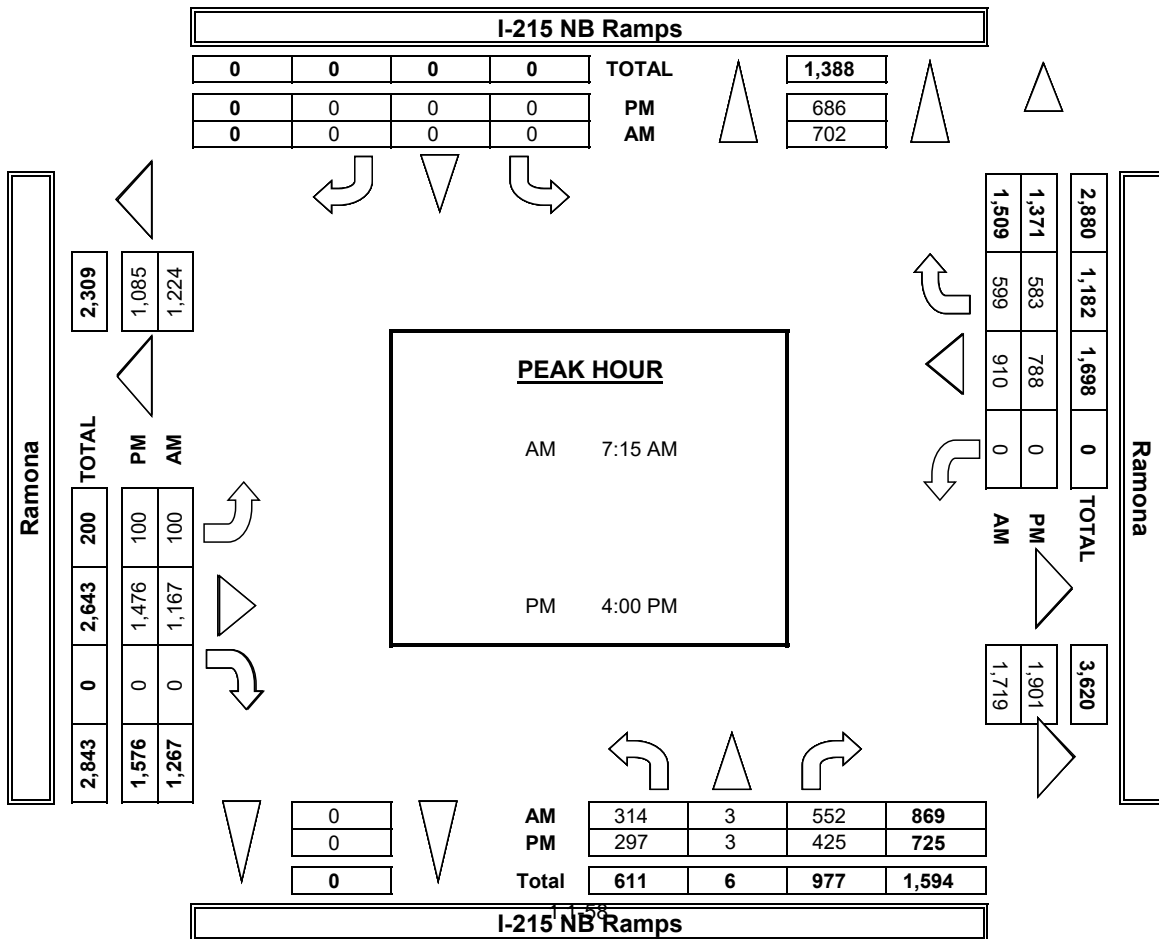 I-215 NB Ramps
0 0 0 0 TOTAL 1,388
0 0 0 0 PM 686
0 0 0 0 AM 702
Ramona
2,309
1,085
1,224
TOTAL
PM
AM
200 2,643 0 2,843
100 1,476 0 1,576
100 1,167 0 1,267
PEAK HOUR
AM 7:15 AM
PM 4:00 PM
2,880 1,182 1,698 0 TOTAL
1,371 583 788 0 PM
1,509 599 910 0 AM
3,620
1,901
1,719
Ramona
0 AM 314 3 552 869
0 PM 297 3 425 725
0 Total 611 6 977 1,594
1.1-58
I-215 NB Ramps